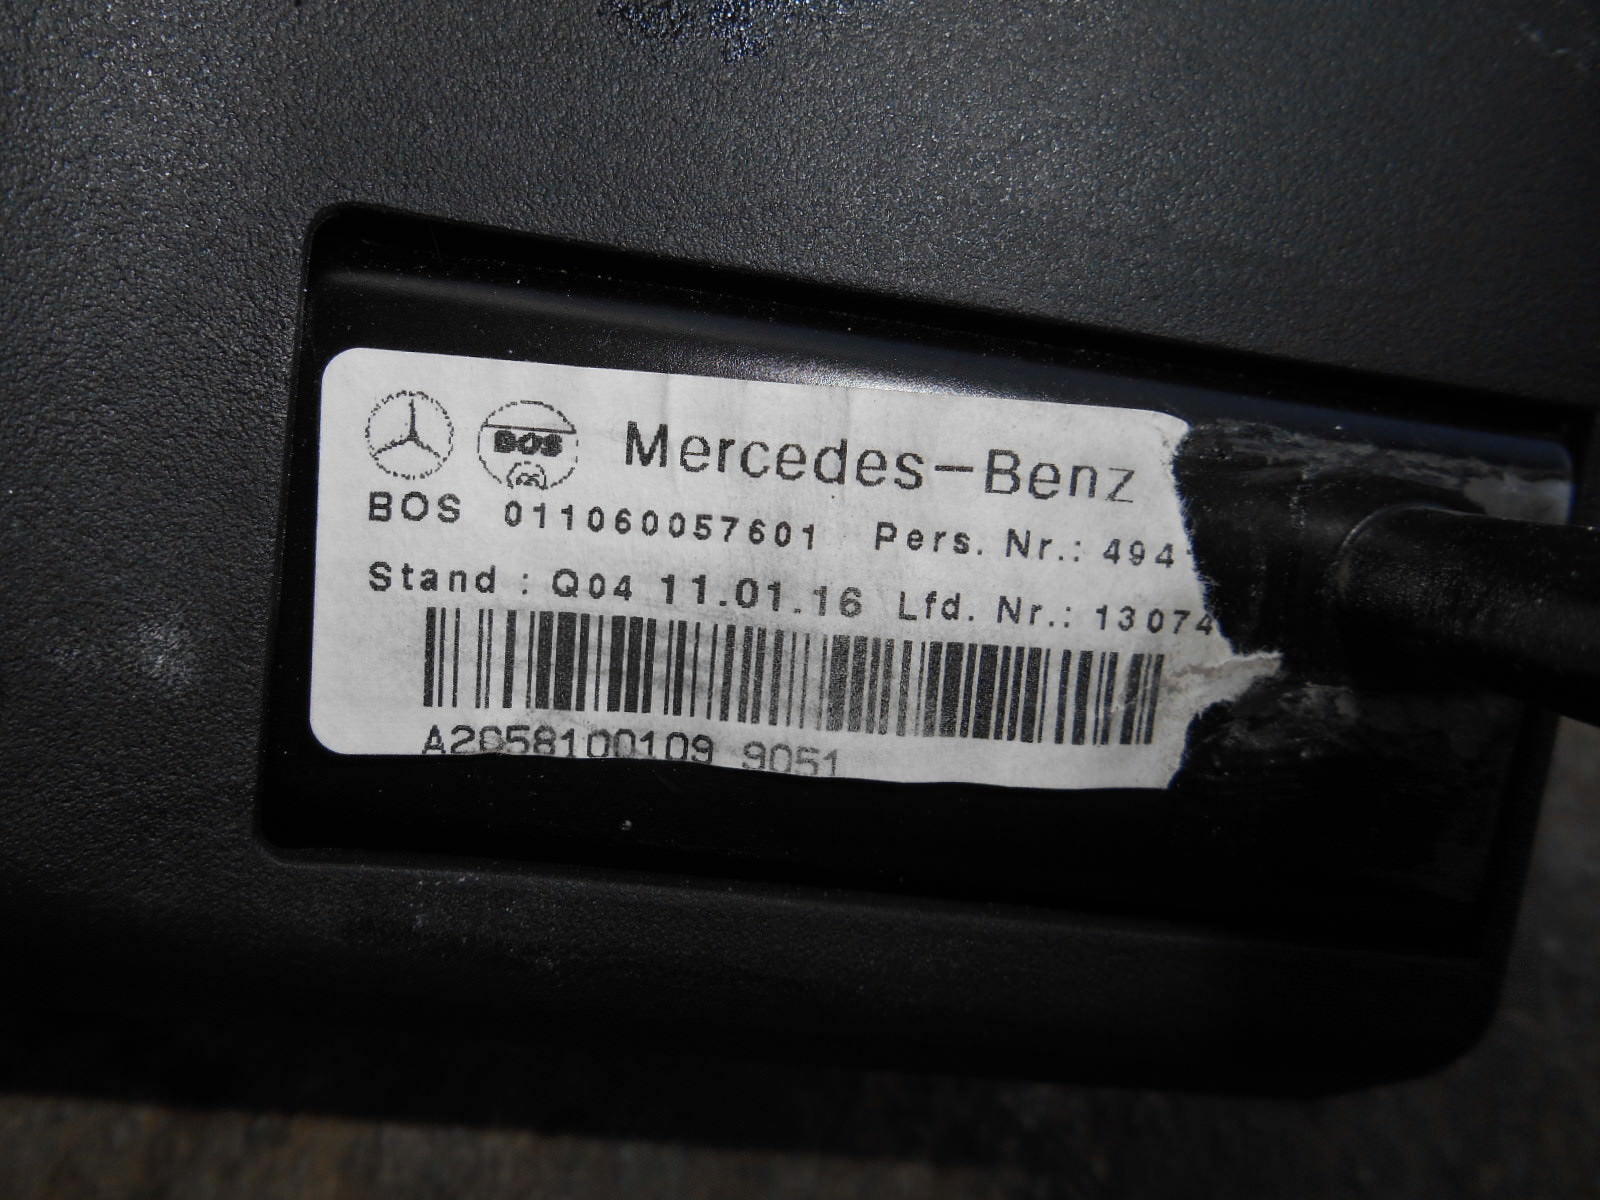 BOS Mercedes-Benz
BOS 011060057601 Pers. Nr.: 494
Stand : Q04 11.01.16 Lfd. Nr.: 13074
A2058100109 9051